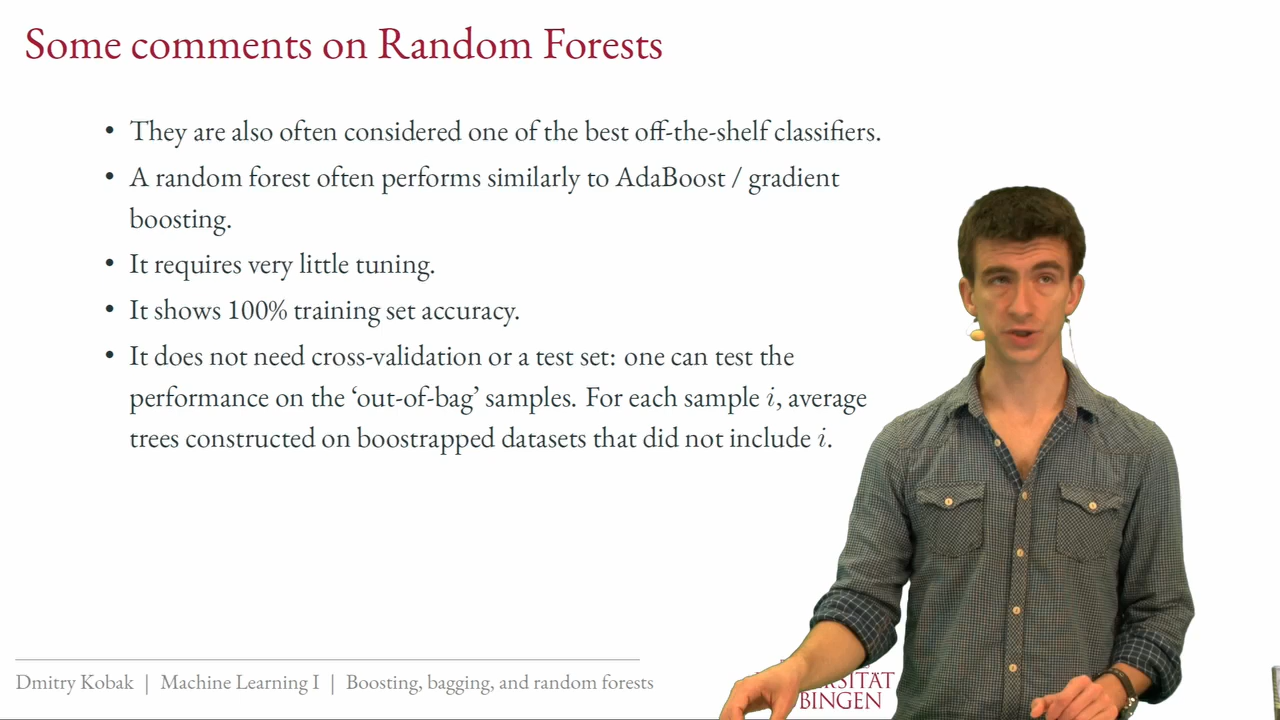 Some comments on Random Forests
• They are also often considered one of the best off-the-shelf classifiers.
• A random forest often performs similarly to AdaBoost / gradient
boosting.
• It requires very little tuning.
• It shows 100% training set accuracy.
• It does not need cross-validation or a test set: one can test the
performance on the ‘out-of-bag’ samples. For each sample i, average
trees constructed on boostrapped datasets that did not include i.
Dmitry Kobak | Machine Learning I | Boosting, bagging, and random forests